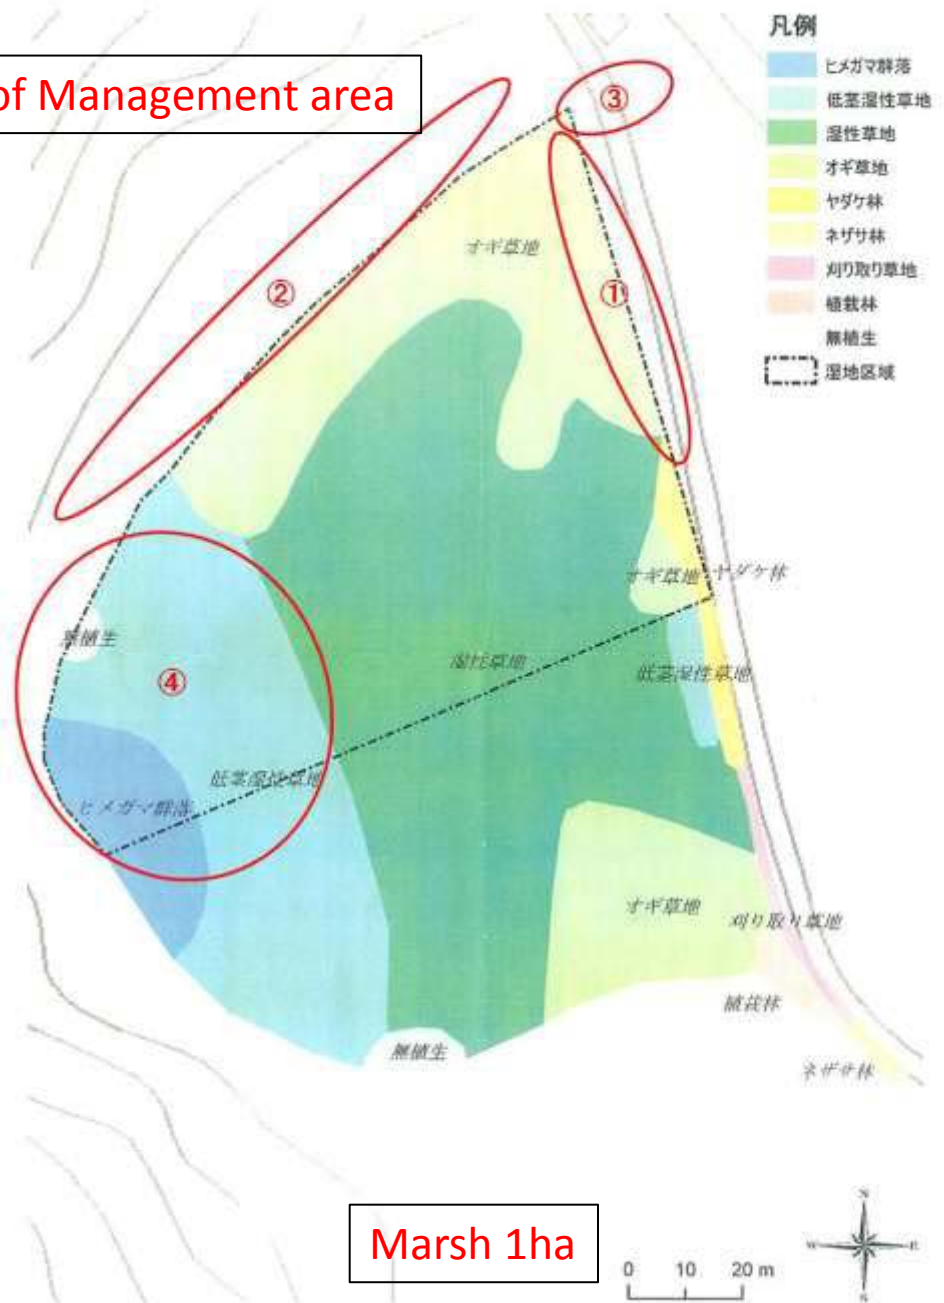 of Management area
凡例
ヒメガマ群落
低茎湿性草地
湿性草地
オギ草地
ヤダケ林
ネザサ林
刈り取り草地
植栽林
無植生
湿地区域
③
オギ草地
②
①
オギ草地
ヤダケ林
無植生
湿性草地
低茎湿性草地
④
低茎湿性草地
ヒメガマ群落
オギ草地
刈り取り草地
植栽林
無植生
ネザサ林
Marsh 1ha
N
W
E
S
0 10 20 m